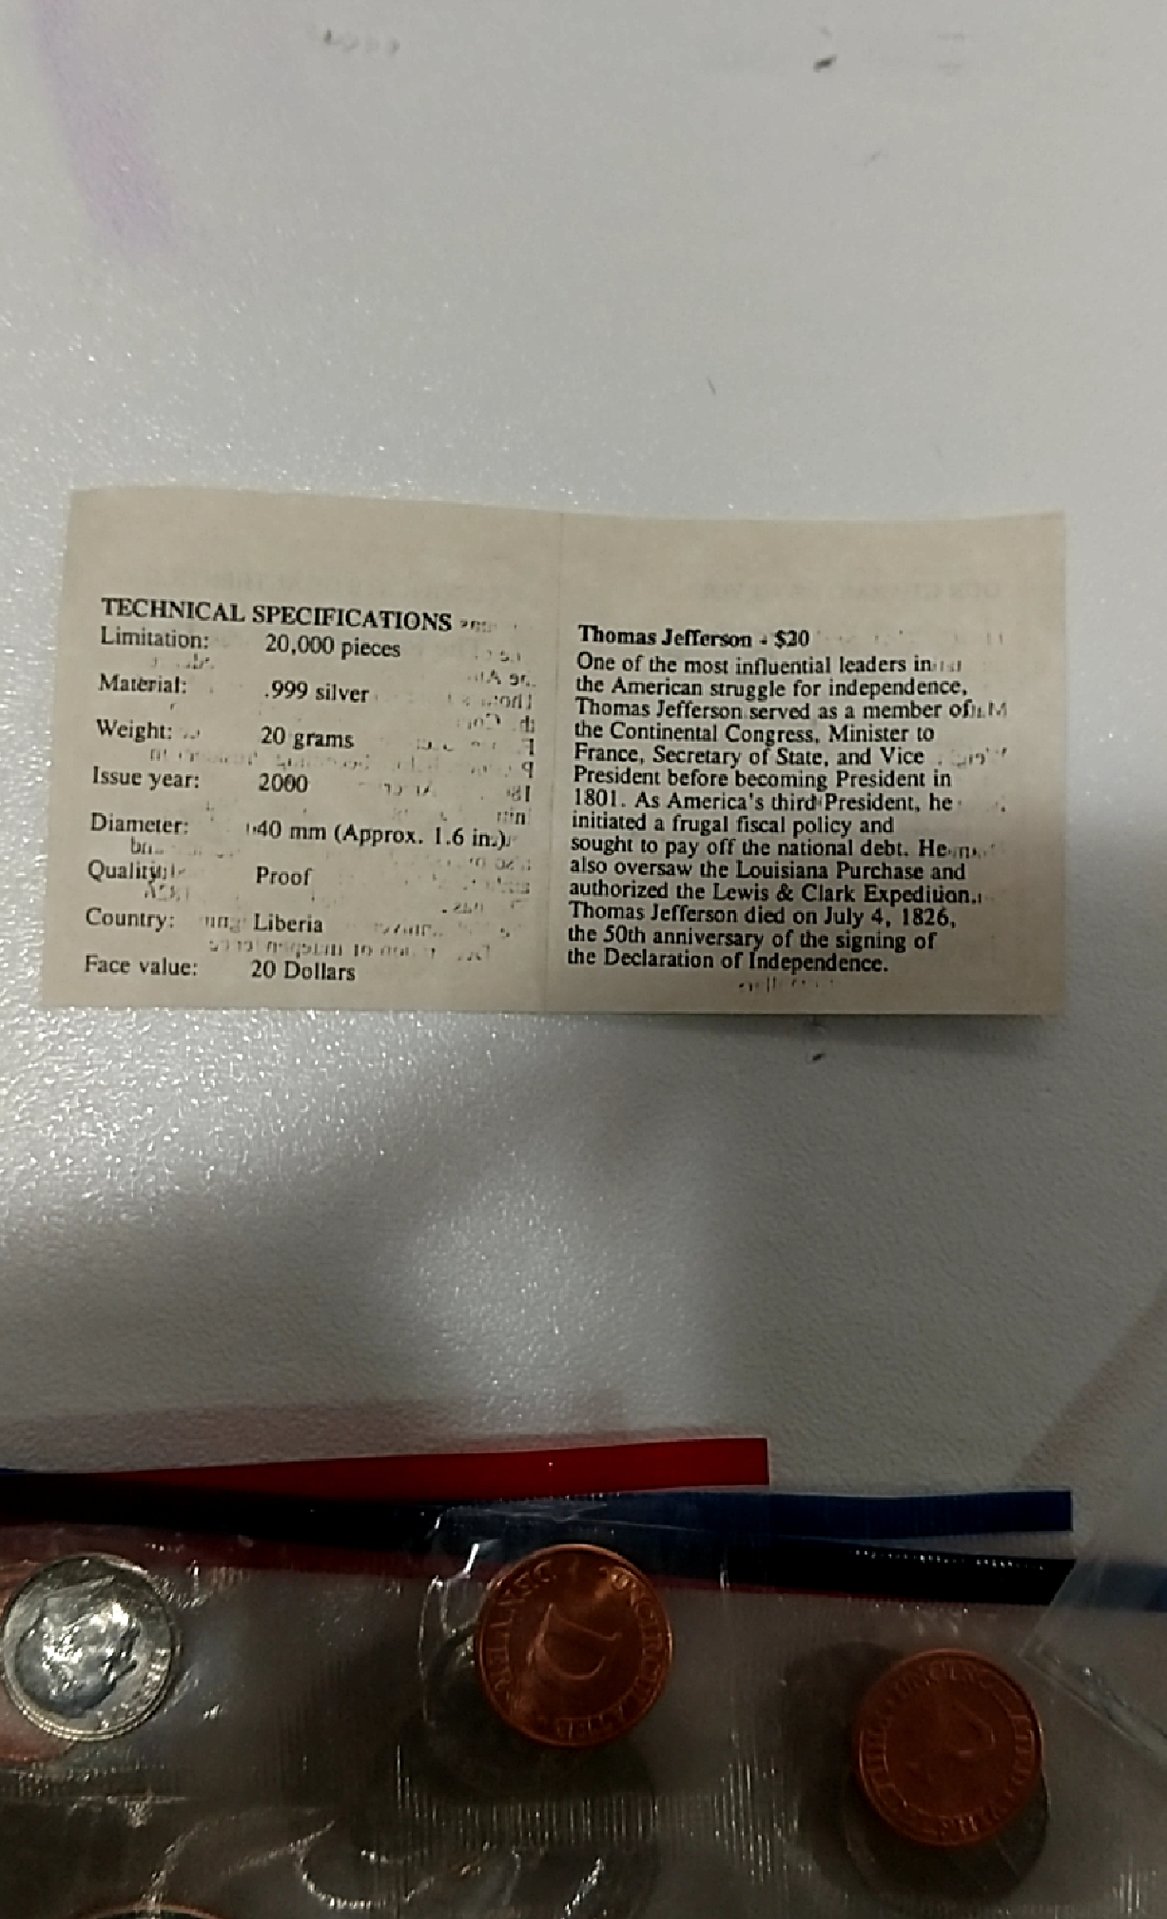 TECHNICAL SPECIFICATIONS
Limitation: 20,000 pieces
Material: .999 silver
Weight: 20 grams
Issue year: 2000
Diameter: 40 mm (Approx. 1.6 in.)
Quality: Proof
Country: Liberia
Face value: 20 Dollars
Thomas Jefferson - $20
One of the most influential leaders in
the American struggle for independence,
Thomas Jefferson served as a member of
the Continental Congress, Minister to
France, Secretary of State, and Vice
President before becoming President in
1801. As America's third President, he
initiated a frugal fiscal policy and
sought to pay off the national debt. He
also oversaw the Louisiana Purchase and
authorized the Lewis & Clark Expedition.
Thomas Jefferson died on July 4, 1826,
the 50th anniversary of the signing of
the Declaration of Independence.
UNCIRCULATED
D